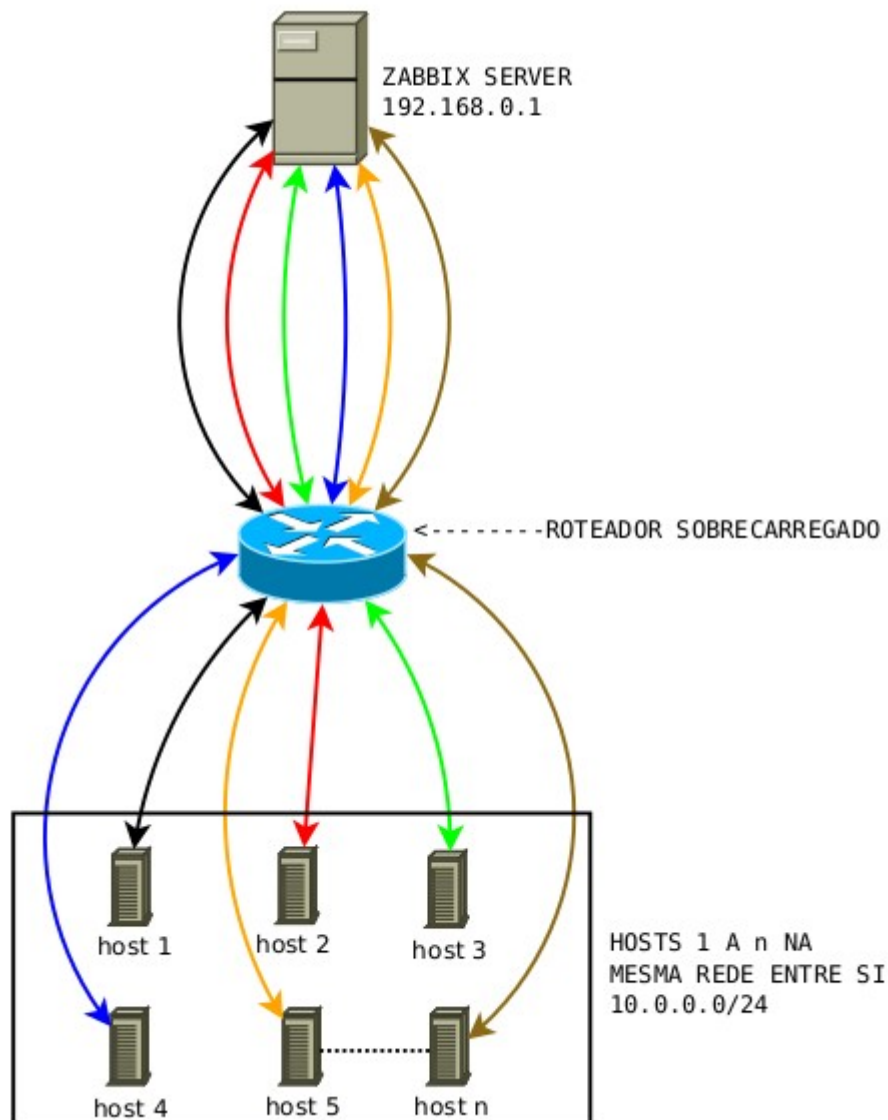 ZABBIX SERVER
192.168.0.1
<--------ROTEADOR SOBRECARREGADO
host 1
host 2
host 3
HOSTS 1 A n NA
MESMA REDE ENTRE SI
10.0.0.0/24
host 4
host 5
host n